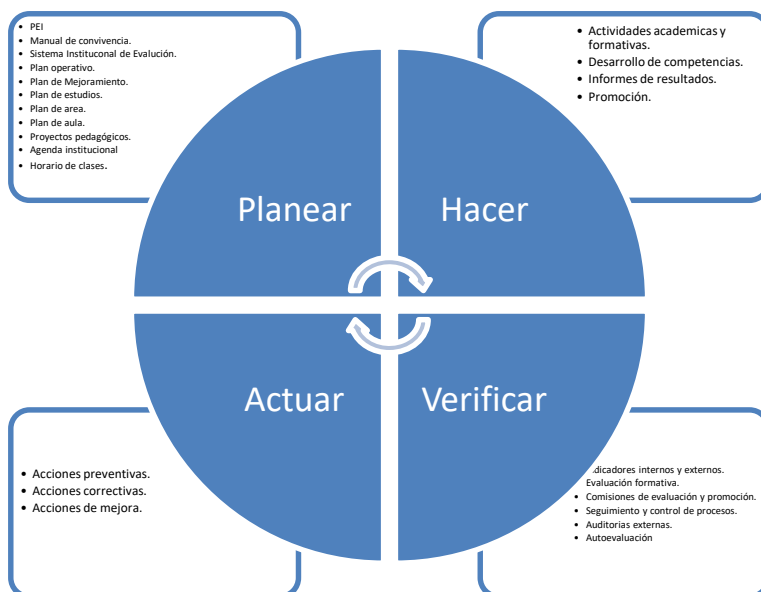 PEI
Manual de convivencia.
Sistema Instituconal de Evalución.
Plan operativo.
Plan de Mejoramiento.
Plan de estudios.
Plan de area.
Plan de aula.
Proyectos pedagógicos.
Agenda institucional
Horario de clases.
Actividades academicas y
formativas.
Desarrollo de competencias.
Informes de resultados.
Promoción.
Planear
Hacer
Actuar
Verificar
Acciones preventivas.
Acciones correctivas.
Acciones de mejora.
dicadores internos y externos.
Evaluación formativa.
Comisiones de evaluación y promoción.
Seguimiento y control de procesos.
Auditorias externas.
Autoevaluación